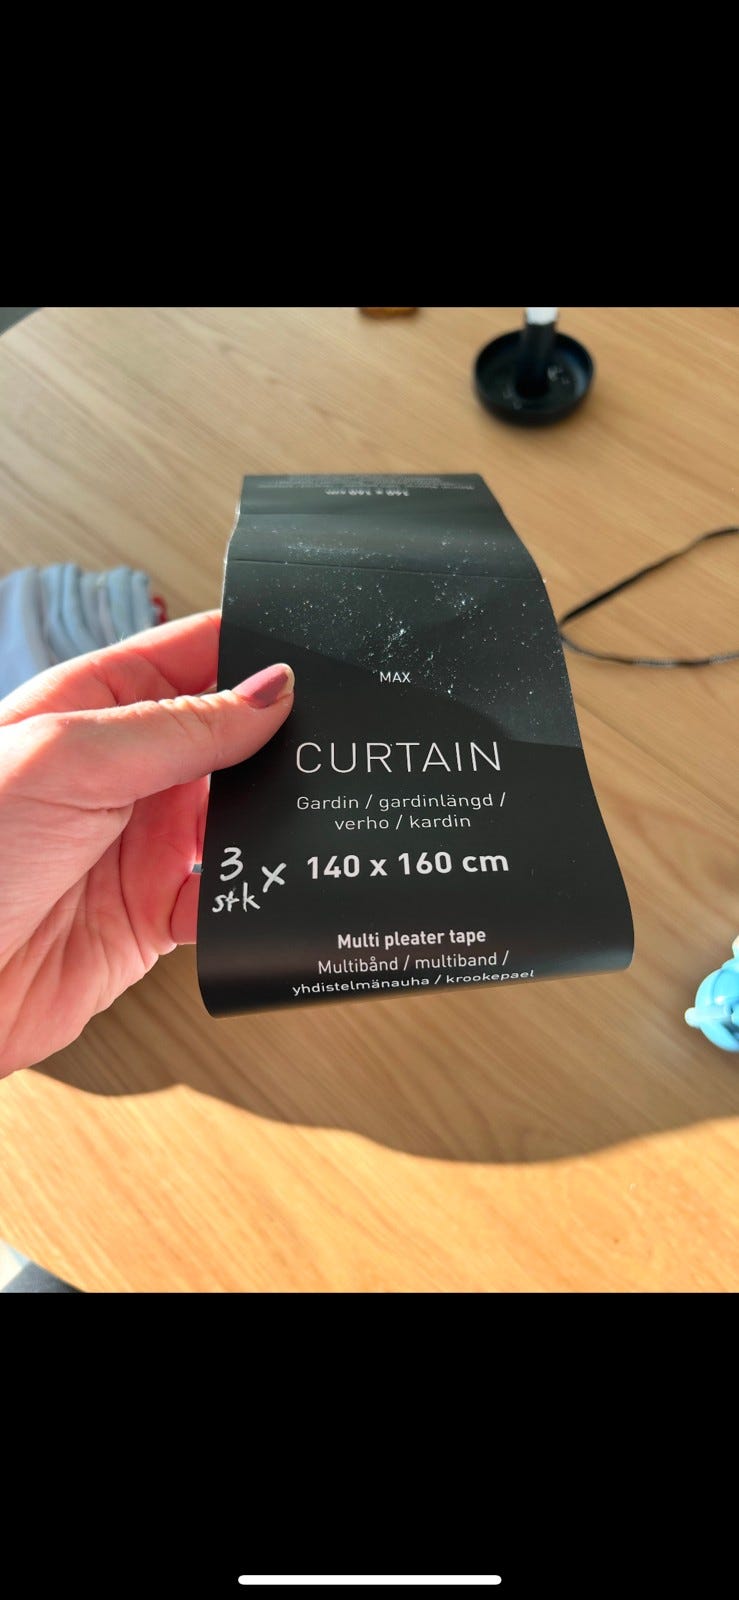 MAX
CURTAIN
Gardin / gardinlängd /
verho / kardin
3 stk x 140 x 160 cm
Multi pleater tape
Multibånd / multiband /
yhdistelmänauha / krookepael